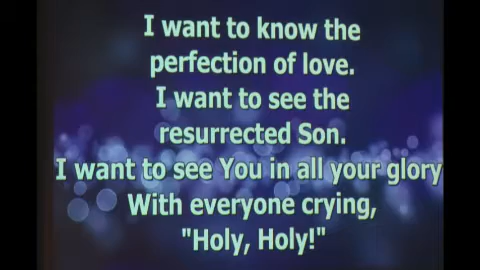 I want to know the
perfection of love.
I want to see the
resurrected Son.
I want to see You in all your glory
With everyone crying,
"Holy, Holy!"